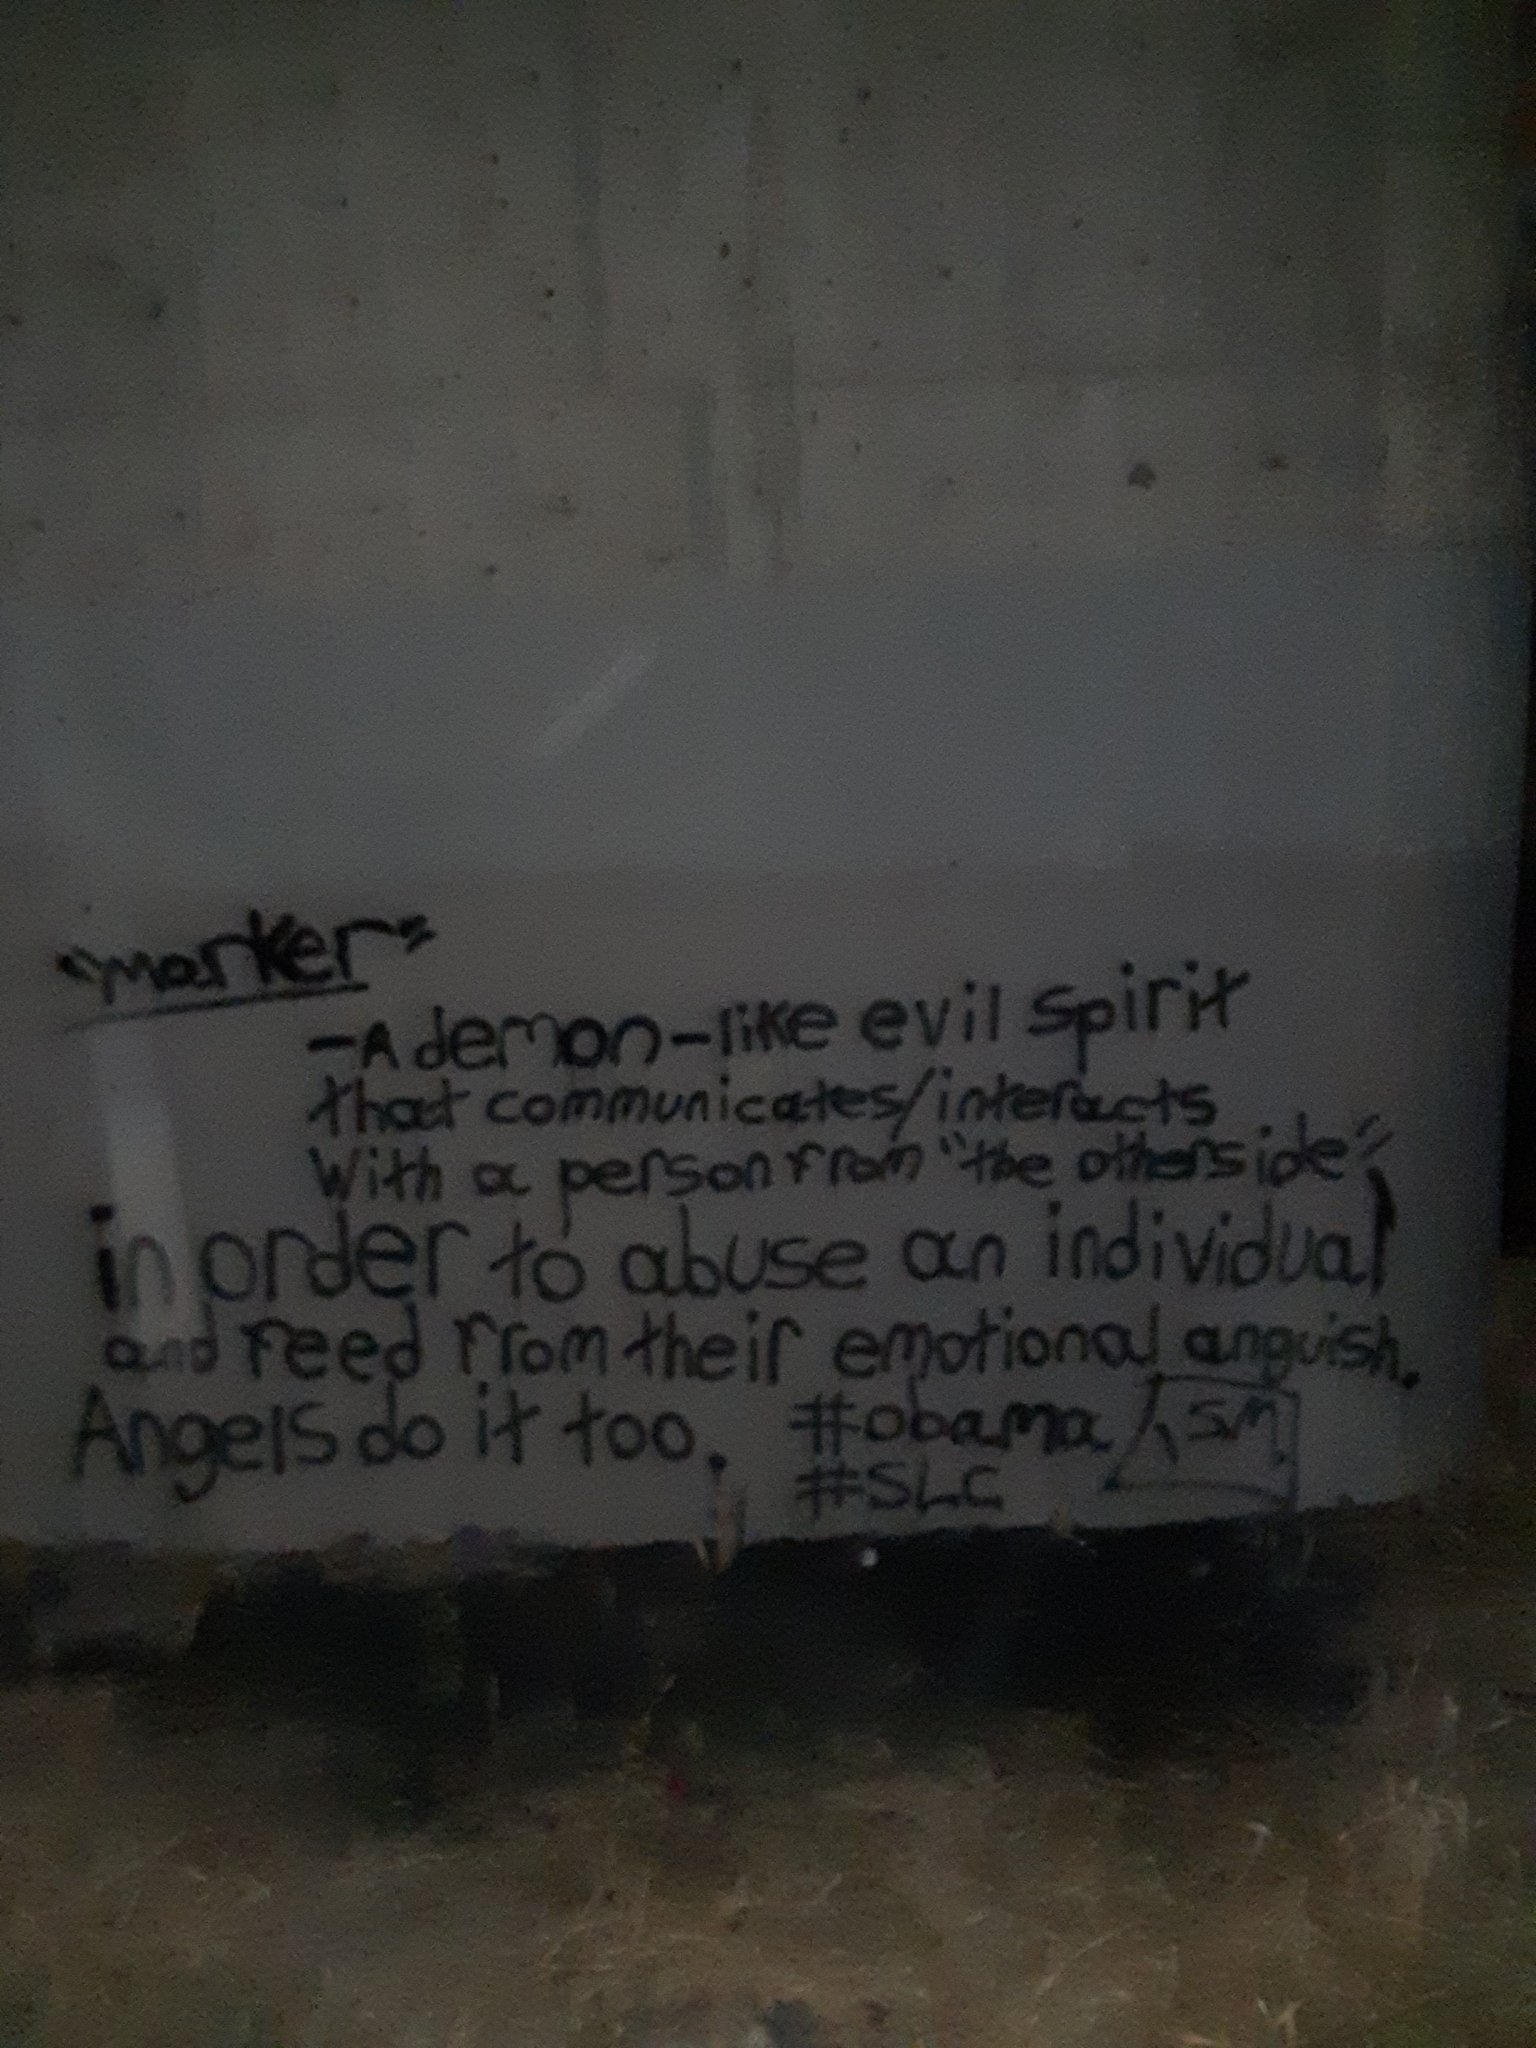 "marker"
-A demon-like evil spirit
that communicates/interacts
with a person from "the otherside"
in order to abuse an individual
and feed from their emotional anguish.
Angels do it too. #obama
#SLC